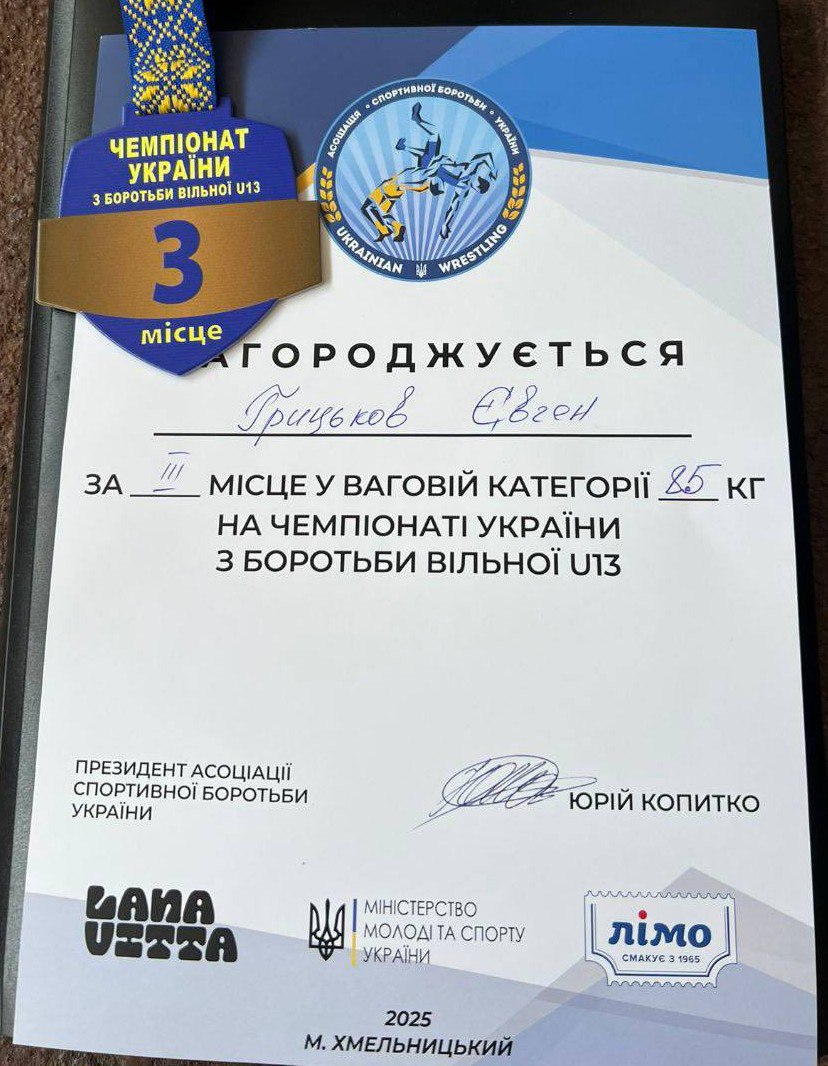 ЧЕМПІОНАТ
УКРАЇНИ
З БОРОТЬБИ ВІЛЬНОЇ U13
3
місце
АСОЦІАЦІЯ • СПОРТИВНОЇ БОРОТЬБИ • УКРАЇНИ
UKRAINIAN WRESTLING
АГОРОДЖУЄТЬСЯ
Грицьков Євген
ЗА III МІСЦЕ У ВАГОВІЙ КАТЕГОРІЇ 85 КГ
НА ЧЕМПІОНАТІ УКРАЇНИ
З БОРОТЬБИ ВІЛЬНОЇ U13
ПРЕЗИДЕНТ АСОЦІАЦІЇ
СПОРТИВНОЇ БОРОТЬБИ
УКРАЇНИ
ЮРІЙ КОПИТКО
LANA
VITTA
МІНІСТЕРСТВО
МОЛОДІ ТА СПОРТУ
УКРАЇНИ
лімо
СМАКУЄ З 1965
2025
М. ХМЕЛЬНИЦЬКИЙ